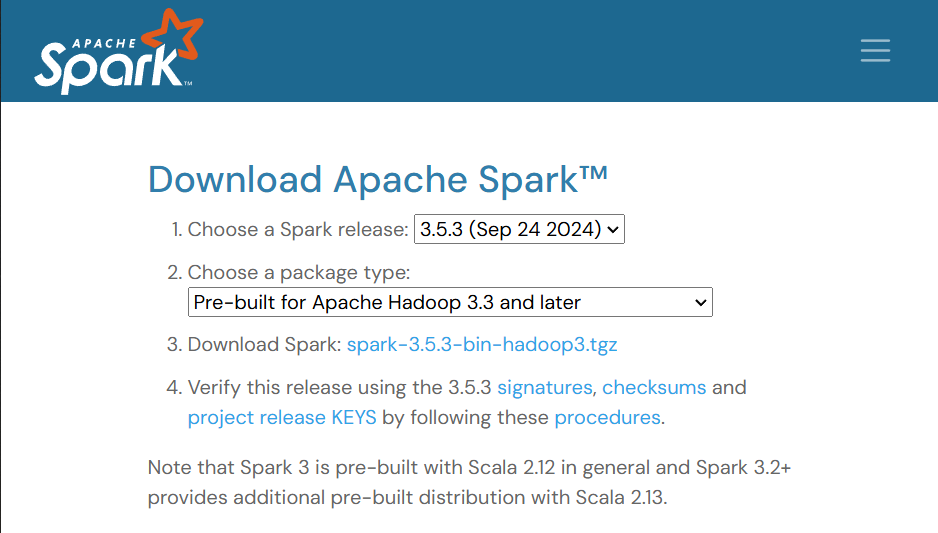 APACHE
Spark™
Download Apache Spark™
1. Choose a Spark release: 3.5.3 (Sep 24 2024)
2. Choose a package type:
Pre-built for Apache Hadoop 3.3 and later
3. Download Spark: spark-3.5.3-bin-hadoop3.tgz
4. Verify this release using the 3.5.3 signatures, checksums and
project release KEYS by following these procedures.
Note that Spark 3 is pre-built with Scala 2.12 in general and Spark 3.2+
provides additional pre-built distribution with Scala 2.13.